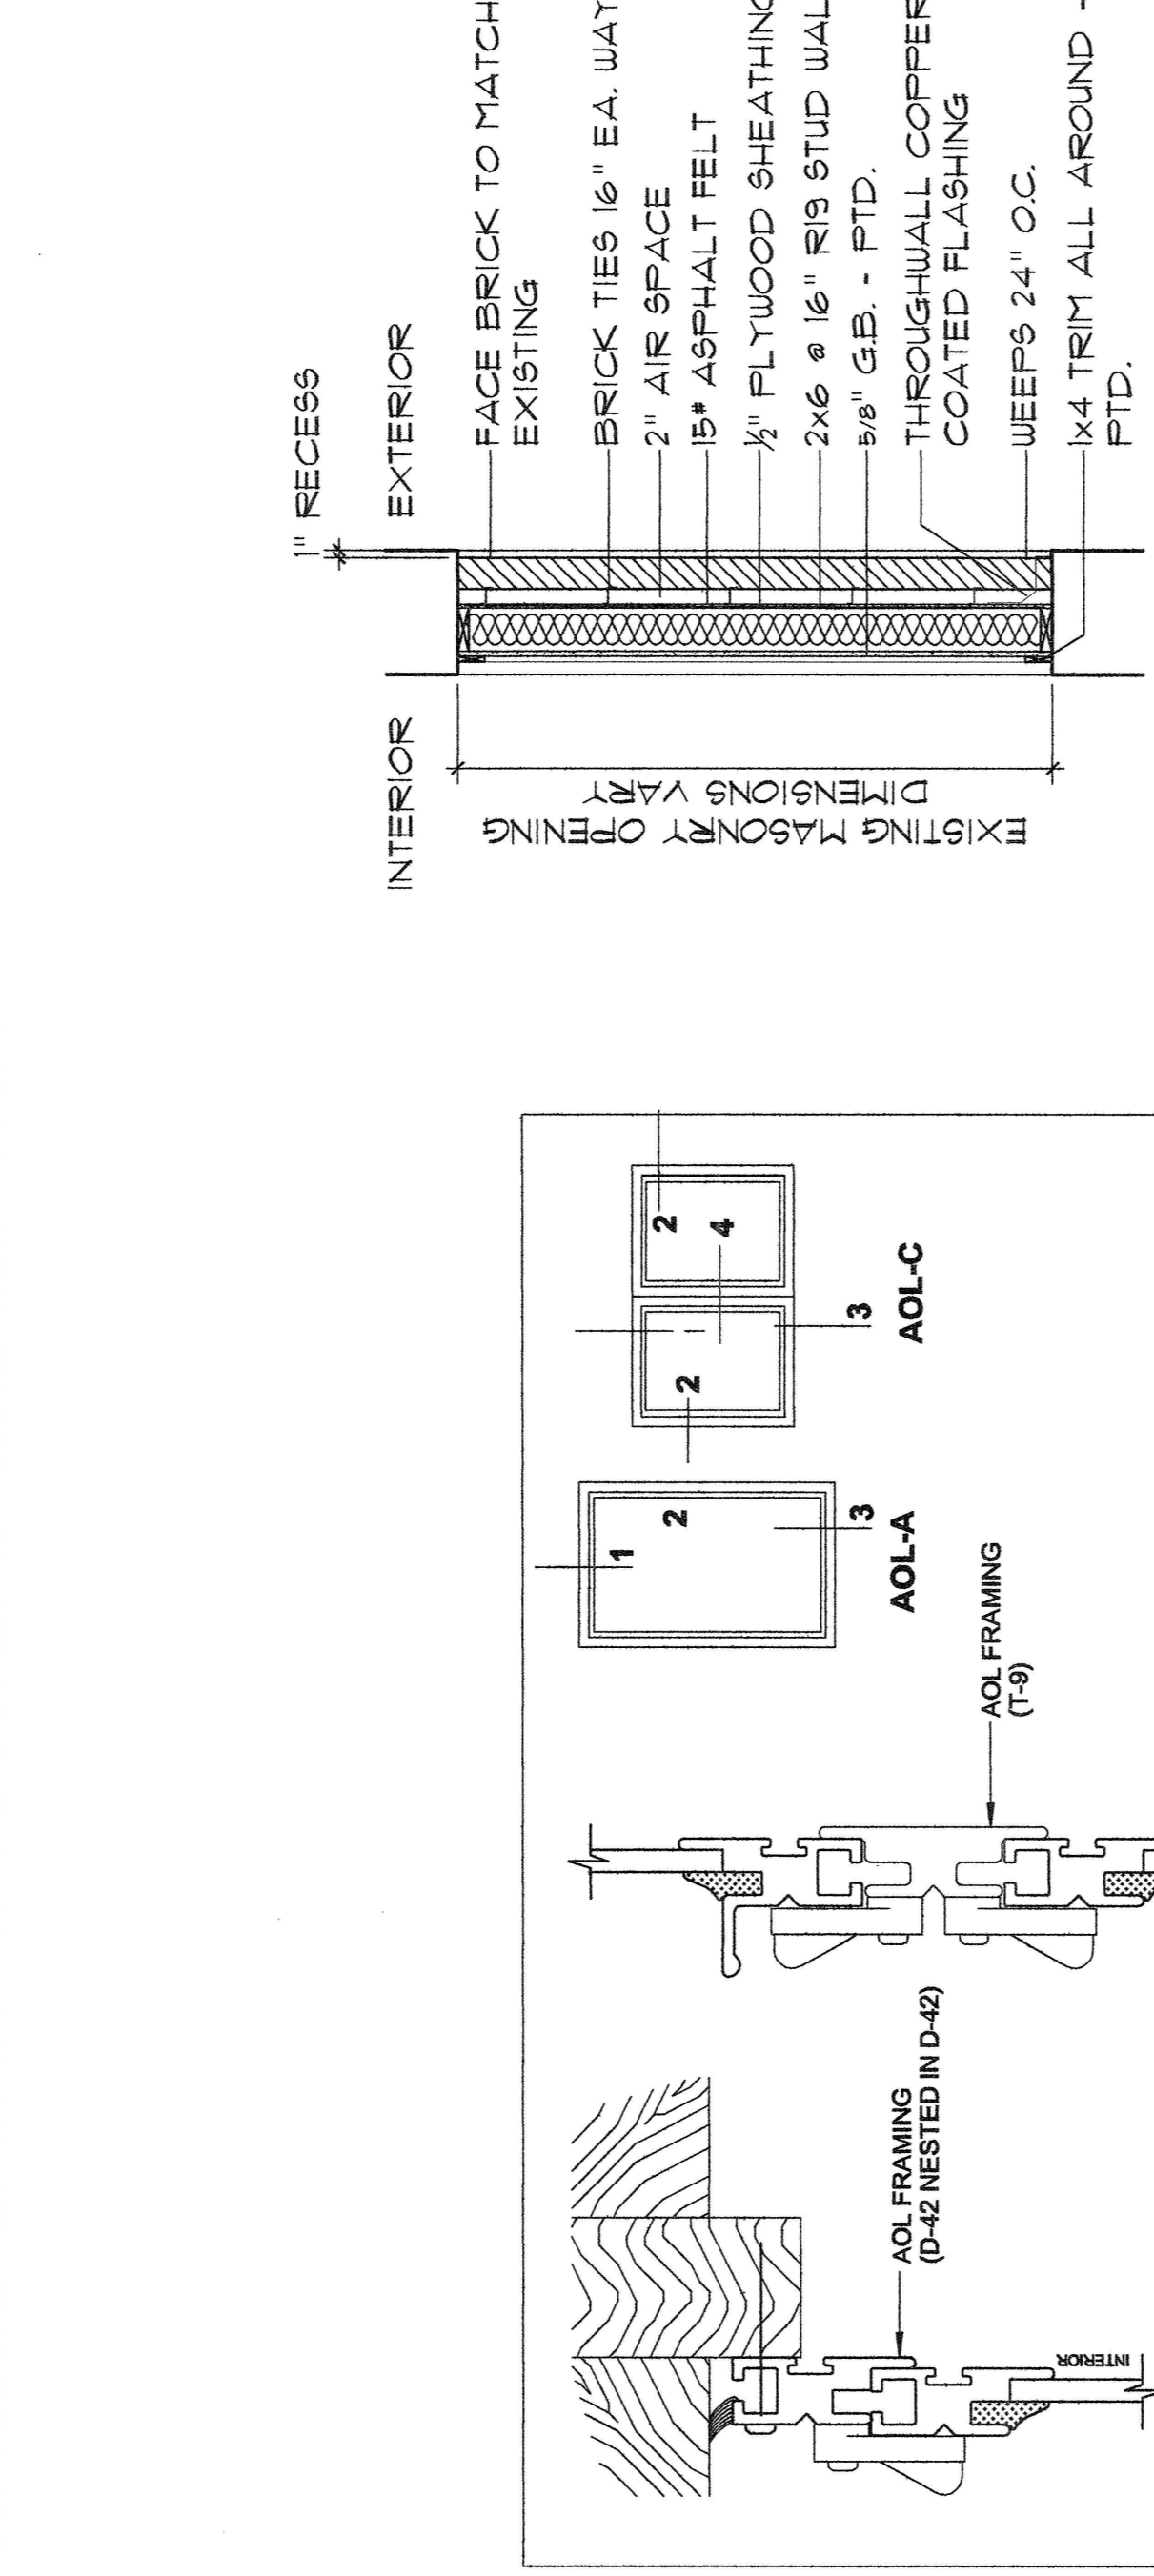 1" RECESS
INTERIOR
EXTERIOR
FACE BRICK TO MATCH
EXISTING
BRICK TIES 16" EA. WAY
2" AIR SPACE
15# ASPHALT FELT
1/2" PLYWOOD SHEATHING
2x6 @ 16" R19 STUD WAL
5/8" G.B. - PTD.
THROUGHWALL COPPER
COATED FLASHING
WEEPS 24" O.C.
1x4 TRIM ALL AROUND -
PTD.
EXISTING MASONRY OPENING
DIMENSIONS VARY
1
2
3
AOL-A
2
2
4
3
AOL-C
AOL FRAMING
(T-9)
AOL FRAMING
(D-42 NESTED IN D-42)
INTERIOR